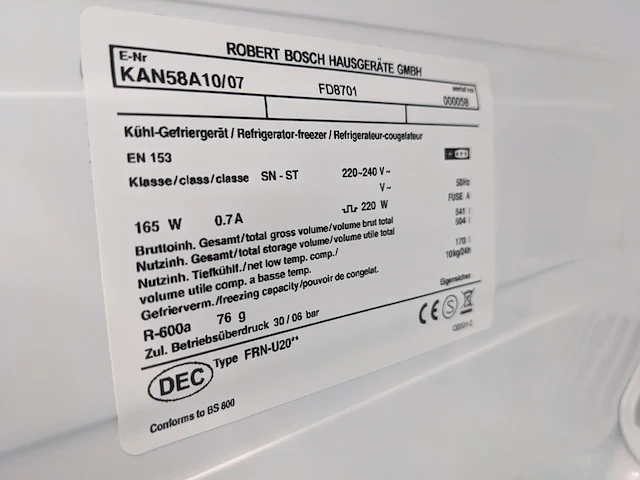 ROBERT BOSCH HAUSGERÄTE GMBH
E-Nr
KAN58A10/07 FD8701 000058
Kühl-Gefriergerät / Refrigerator-freezer / Refrigerateur-cougelateur
EN 153
Klasse/class/classe SN - ST 220~240 V~ 50Hz
V~ FUSE A
165 W 0.7A 220 W
Bruttoinh. Gesamt/total gross volume/volume brut total 541 l
Nutzinh. Gesamt/total storage volume/volume utile total 504 l
Nutzinh. Tiefkühlt./net low temp. comp./
volume utile comp. a basse temp. 170 l
Gefrierverm./freezing capacity/pouvoir de congelat. 10kg/24h
R-600a 76 g Eigensicher
Zul. Betriebsüberdruck 30 / 06 bar
CE S
DEC Type FRN-U20**
Conforms to BS 800